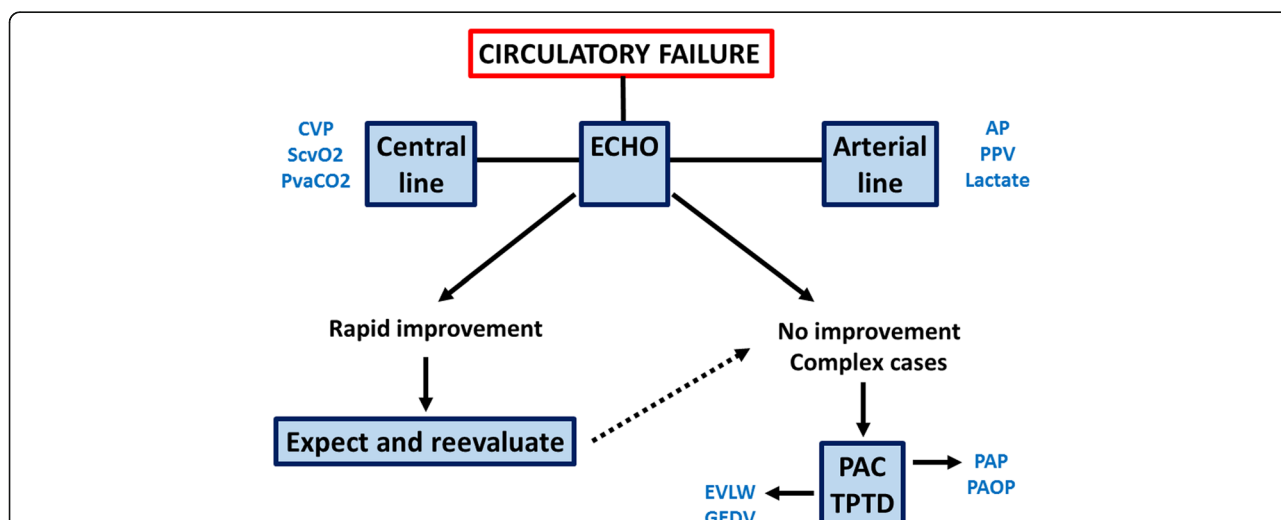 CIRCULATORY FAILURE
CVP
ScvO2
PvaCO2
Central
line
ECHO
Arterial
line
AP
PPV
Lactate
Rapid improvement
No improvement
Complex cases
Expect and reevaluate
PAC
TPTD
PAP
PAOP
EVLW